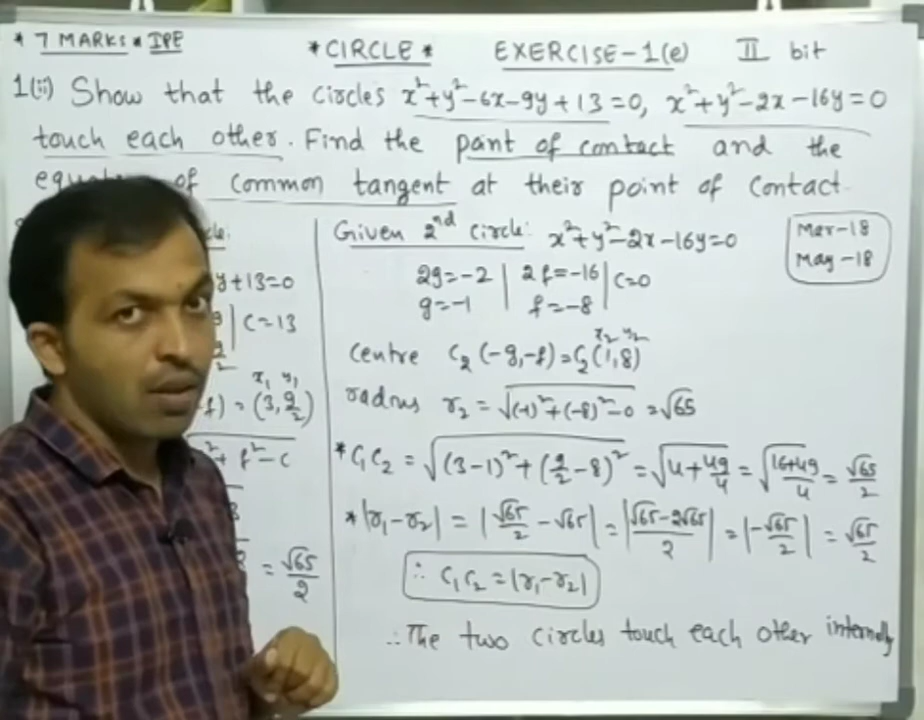 * 7 MARKS * IPE
* CIRCLE *
EXERCISE-1(e) II bit
1(ii) Show that the circles x²+y²-6x-9y+13=0, x²+y²-2x-16y=0
touch each other. Find the point of contact and the
of common tangent at their point of contact.
y+13=0
C=13
x₁ y₁
= (3, 9/2)
f²-c
= √65/2
Given 2nd circle: x²+y²-2x-16y=0
2g=-2 | 2f=-16 | C=0
g=-1 | f=-8
x₂ y₂
centre C₂(-g,-f)=C₂(1,8)
radius r₂ = √((-1)²+(-8)²-0) = √65
* C₁C₂ = √((3-1)²+(9/2-8)²) = √(4+49/4) = √((16+49)/4) = √65/2
* |r₁-r₂| = |√65/2 - √65| = |(√65-2√65)/2| = |-√65/2| = √65/2
∴ C₁C₂ = |r₁-r₂|
∴ The two circles touch each other internally
Mar-18
May-18